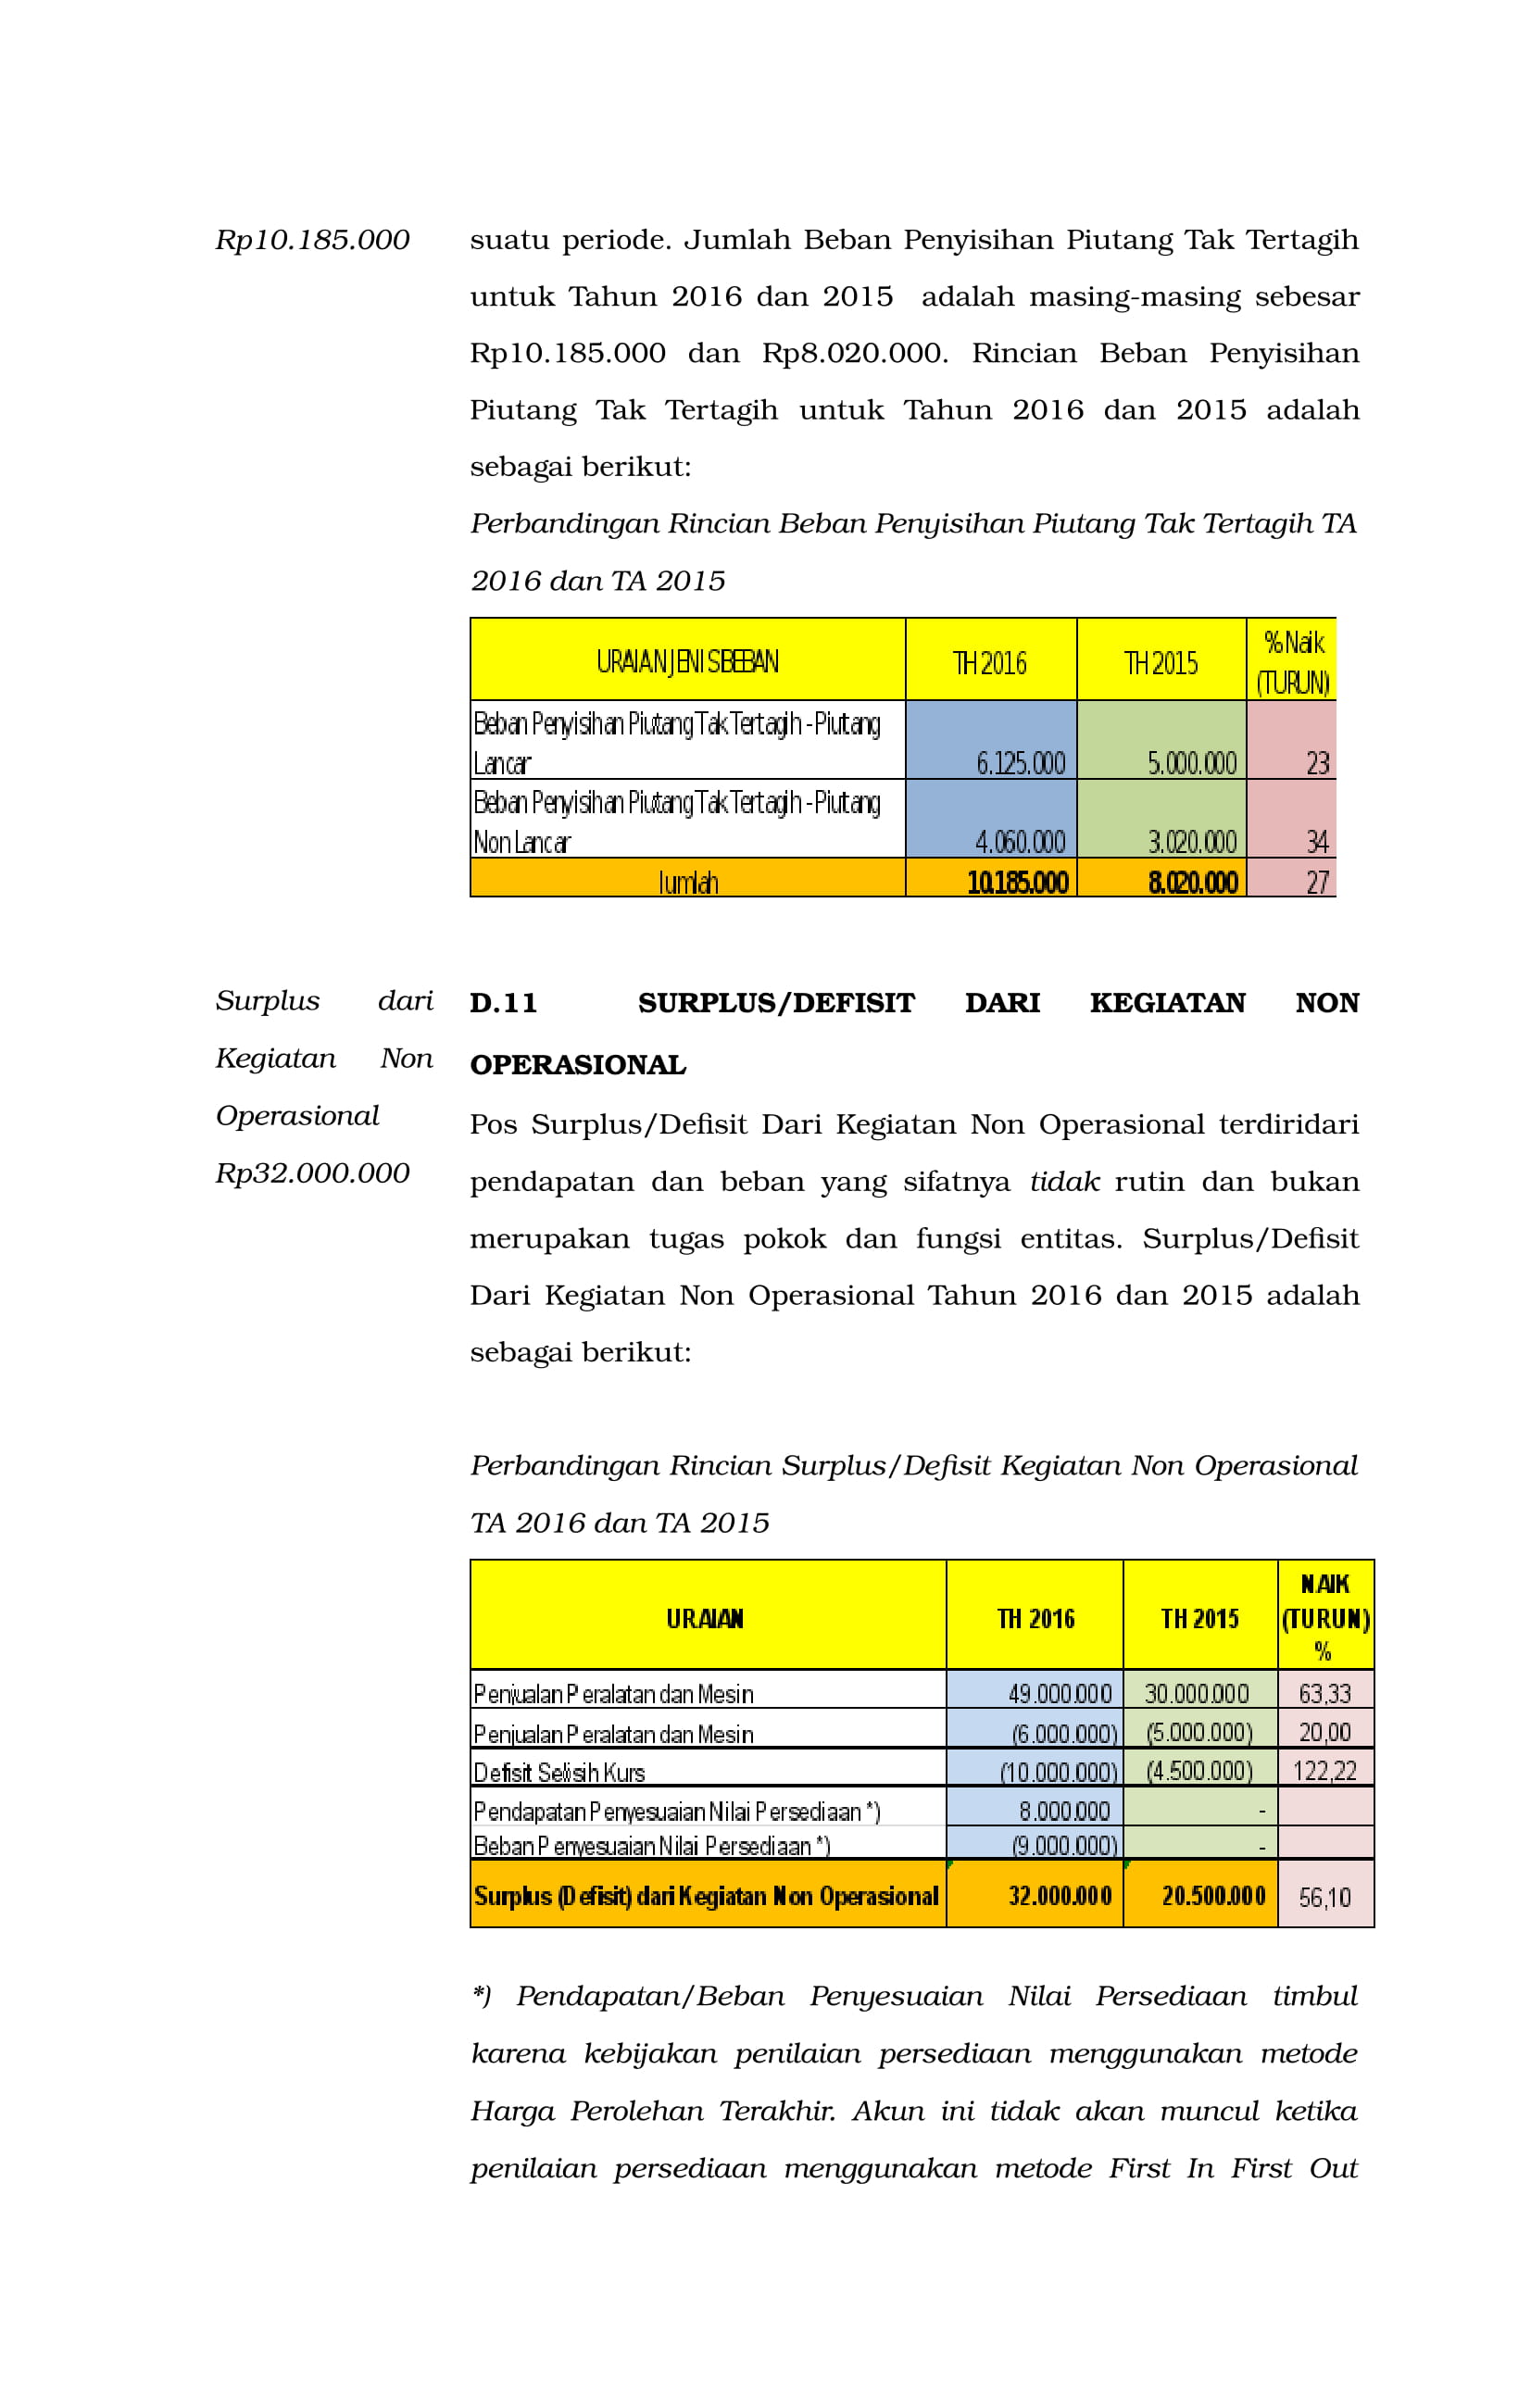 Rp10.185.000
suatu periode. Jumlah Beban Penyisihan Piutang Tak Tertagih
untuk Tahun 2016 dan 2015 adalah masing-masing sebesar
Rp10.185.000 dan Rp8.020.000. Rincian Beban Penyisihan
Piutang Tak Tertagih untuk Tahun 2016 dan 2015 adalah
sebagai berikut:
Perbandingan Rincian Beban Penyisihan Piutang Tak Tertagih TA
2016 dan TA 2015
URAIAN JENIS BEBAN TH 2016 TH 2015 % Naik (TURUN)
Beban Penyisihan Piutang Tak Tertagih - Piutang
Lancar 6.125.000 5.000.000 23
Beban Penyisihan Piutang Tak Tertagih - Piutang
Non Lancar 4.060.000 3.020.000 34
Jumlah 10.185.000 8.020.000 27
Surplus dari
Kegiatan Non
Operasional
Rp32.000.000
D.11 SURPLUS/DEFISIT DARI KEGIATAN NON
OPERASIONAL
Pos Surplus/Defisit Dari Kegiatan Non Operasional terdiridari
pendapatan dan beban yang sifatnya tidak rutin dan bukan
merupakan tugas pokok dan fungsi entitas. Surplus/Defisit
Dari Kegiatan Non Operasional Tahun 2016 dan 2015 adalah
sebagai berikut:
Perbandingan Rincian Surplus/Defisit Kegiatan Non Operasional
TA 2016 dan TA 2015
URAIAN TH 2016 TH 2015 NAIK (TURUN) %
Penjualan Peralatan dan Mesin 49.000.000 30.000.000 63,33
Penjualan Peralatan dan Mesin (6.000.000) (5.000.000) 20,00
Defisit Selisih Kurs (10.000.000) (4.500.000) 122,22
Pendapatan Penyesuaian Nilai Persediaan *) 8.000.000 -
Beban Penyesuaian Nilai Persediaan *) (9.000.000) -
Surplus (Defisit) dari Kegiatan Non Operasional 32.000.000 20.500.000 56,10
*) Pendapatan/Beban Penyesuaian Nilai Persediaan timbul
karena kebijakan penilaian persediaan menggunakan metode
Harga Perolehan Terakhir. Akun ini tidak akan muncul ketika
penilaian persediaan menggunakan metode First In First Out